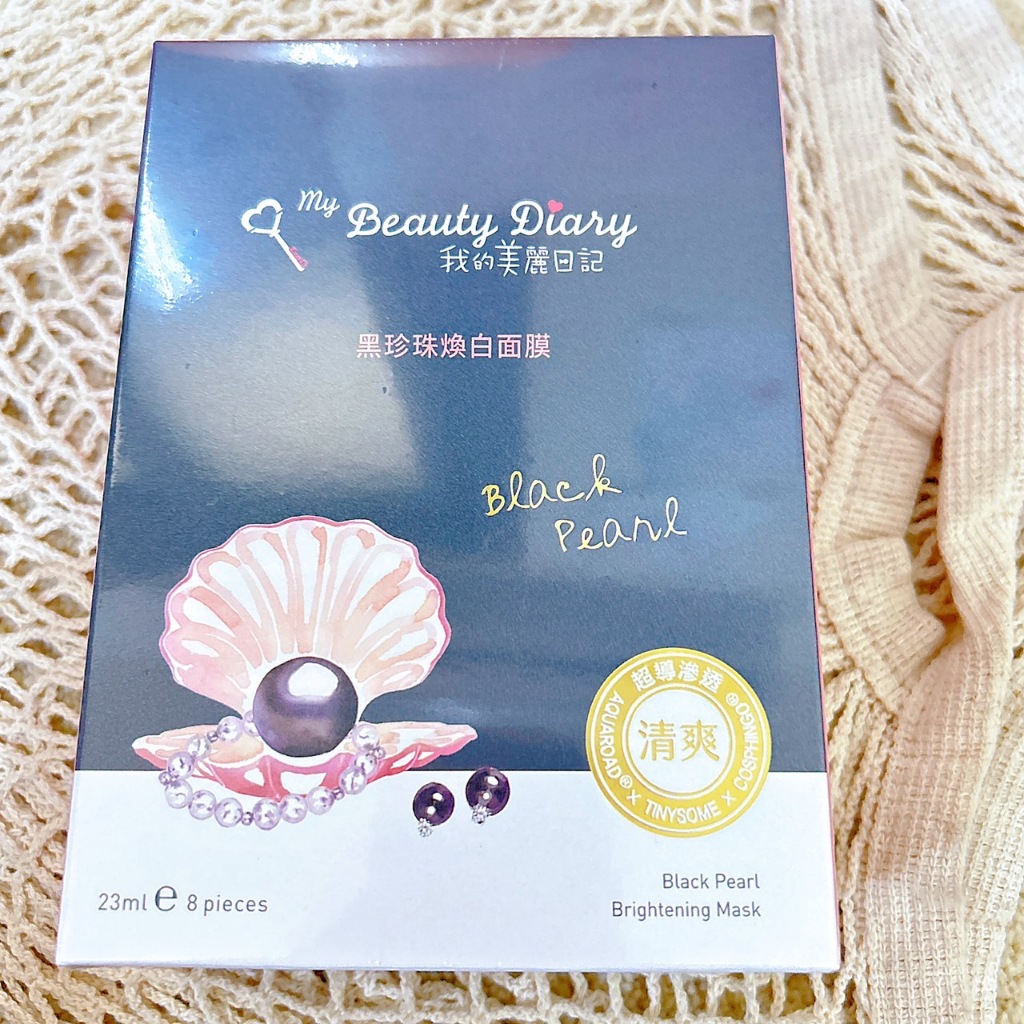 My Beauty Diary
我的美麗日記
黑珍珠煥白面膜
Black
Pearl
超導滲透
清爽
AQUAROAD® × TINYSOME × COSPHINGO®
23ml ℮ 8 pieces
Black Pearl
Brightening Mask